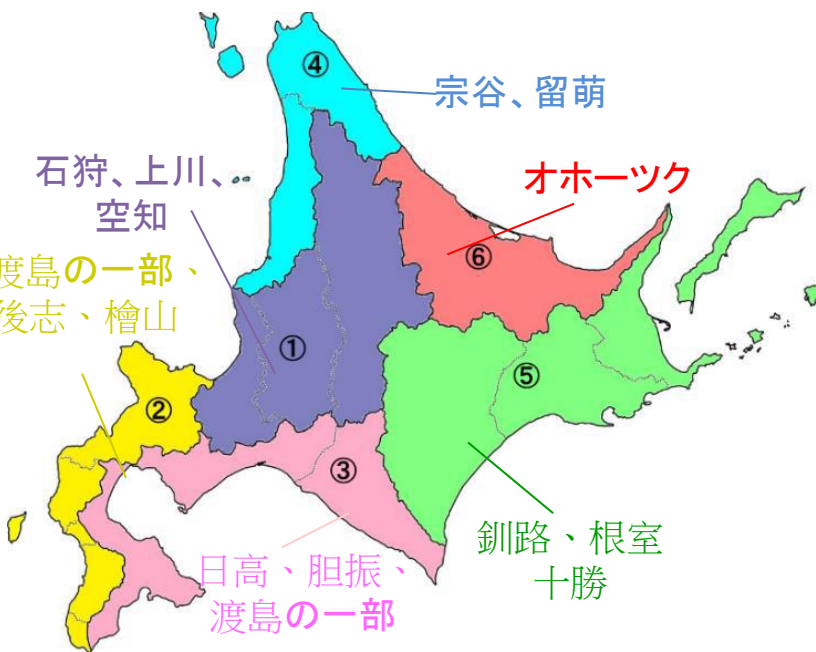 ④
宗谷、留萌
石狩、上川、
空知
オホーツク
⑥
渡島の一部、
後志、檜山
①
⑤
②
③
釧路、根室
十勝
日高、胆振、
渡島の一部